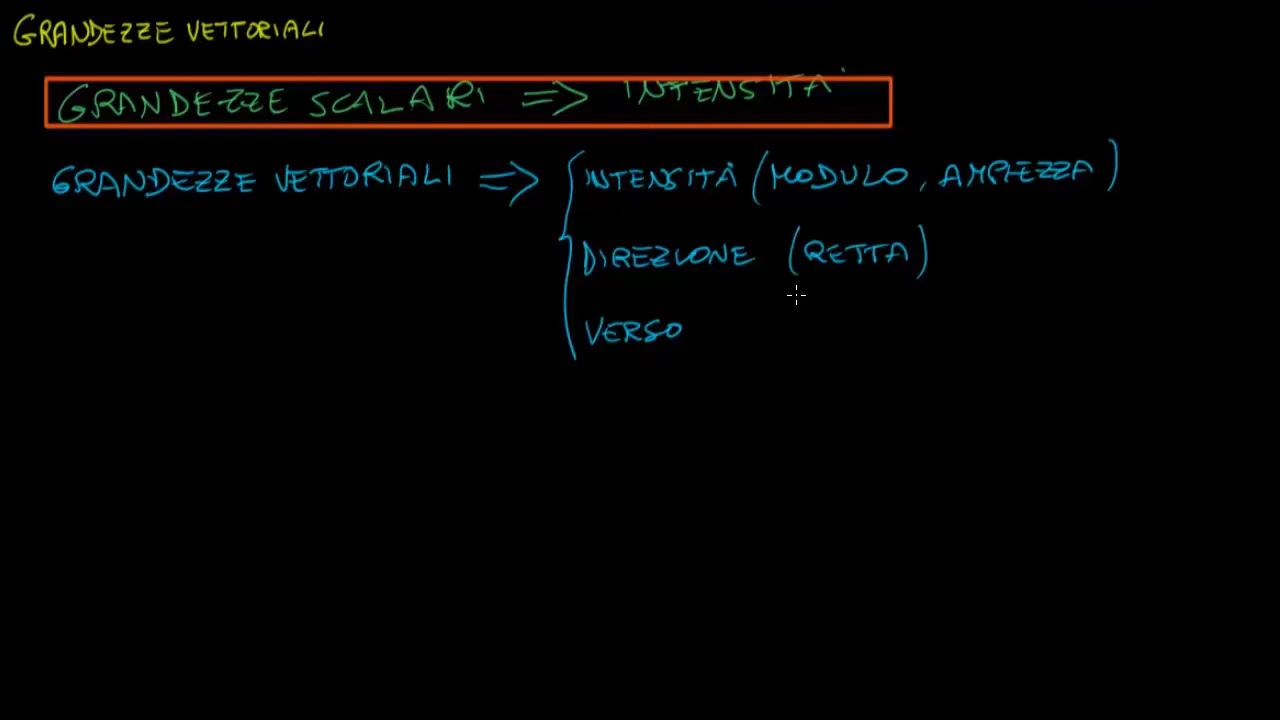 GRANDEZZE VETTORIALI
GRANDEZZE SCALARI => INTENSITÀ
GRANDEZZE VETTORIALI => { INTENSITÀ (MODULO, AMPIEZZA)
DIREZIONE (RETTA)
VERSO